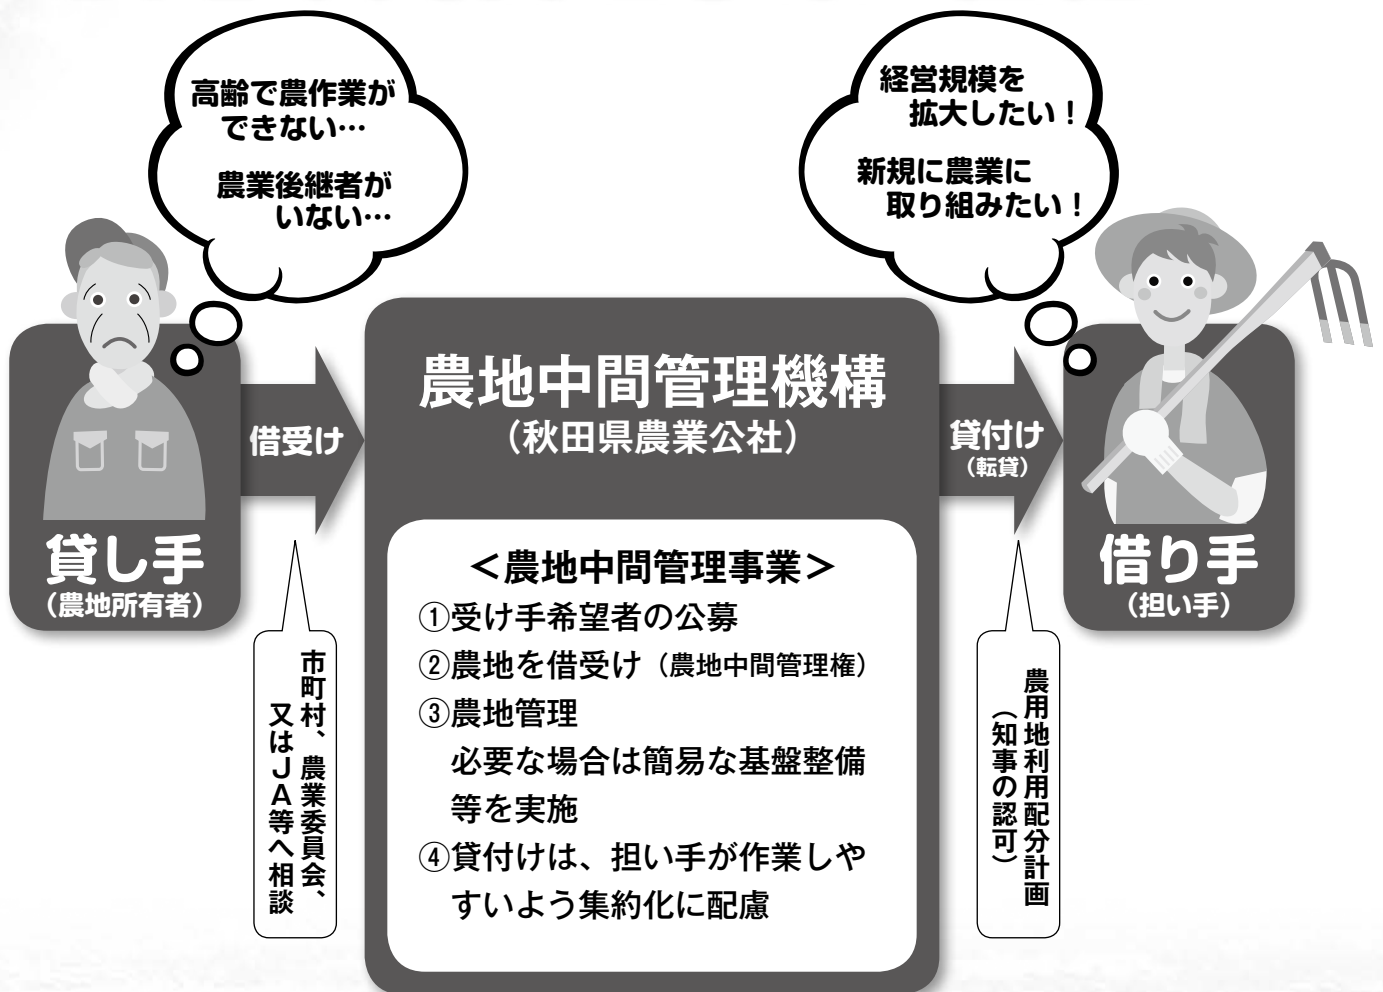 高齢で農作業が
できない…
農業後継者が
いない…
経営規模を
拡大したい！
新規に農業に
取り組みたい！
貸し手
（農地所有者）
借受け
市町村、農業委員会、
又はＪＡ等へ相談
農地中間管理機構
（秋田県農業公社）
＜農地中間管理事業＞
①受け手希望者の公募
②農地を借受け（農地中間管理権）
③農地管理
必要な場合は簡易な基盤整備
等を実施
④貸付けは、担い手が作業しや
すいよう集約化に配慮
貸付け
（転貸）
農用地利用配分計画
（知事の認可）
借り手
（担い手）